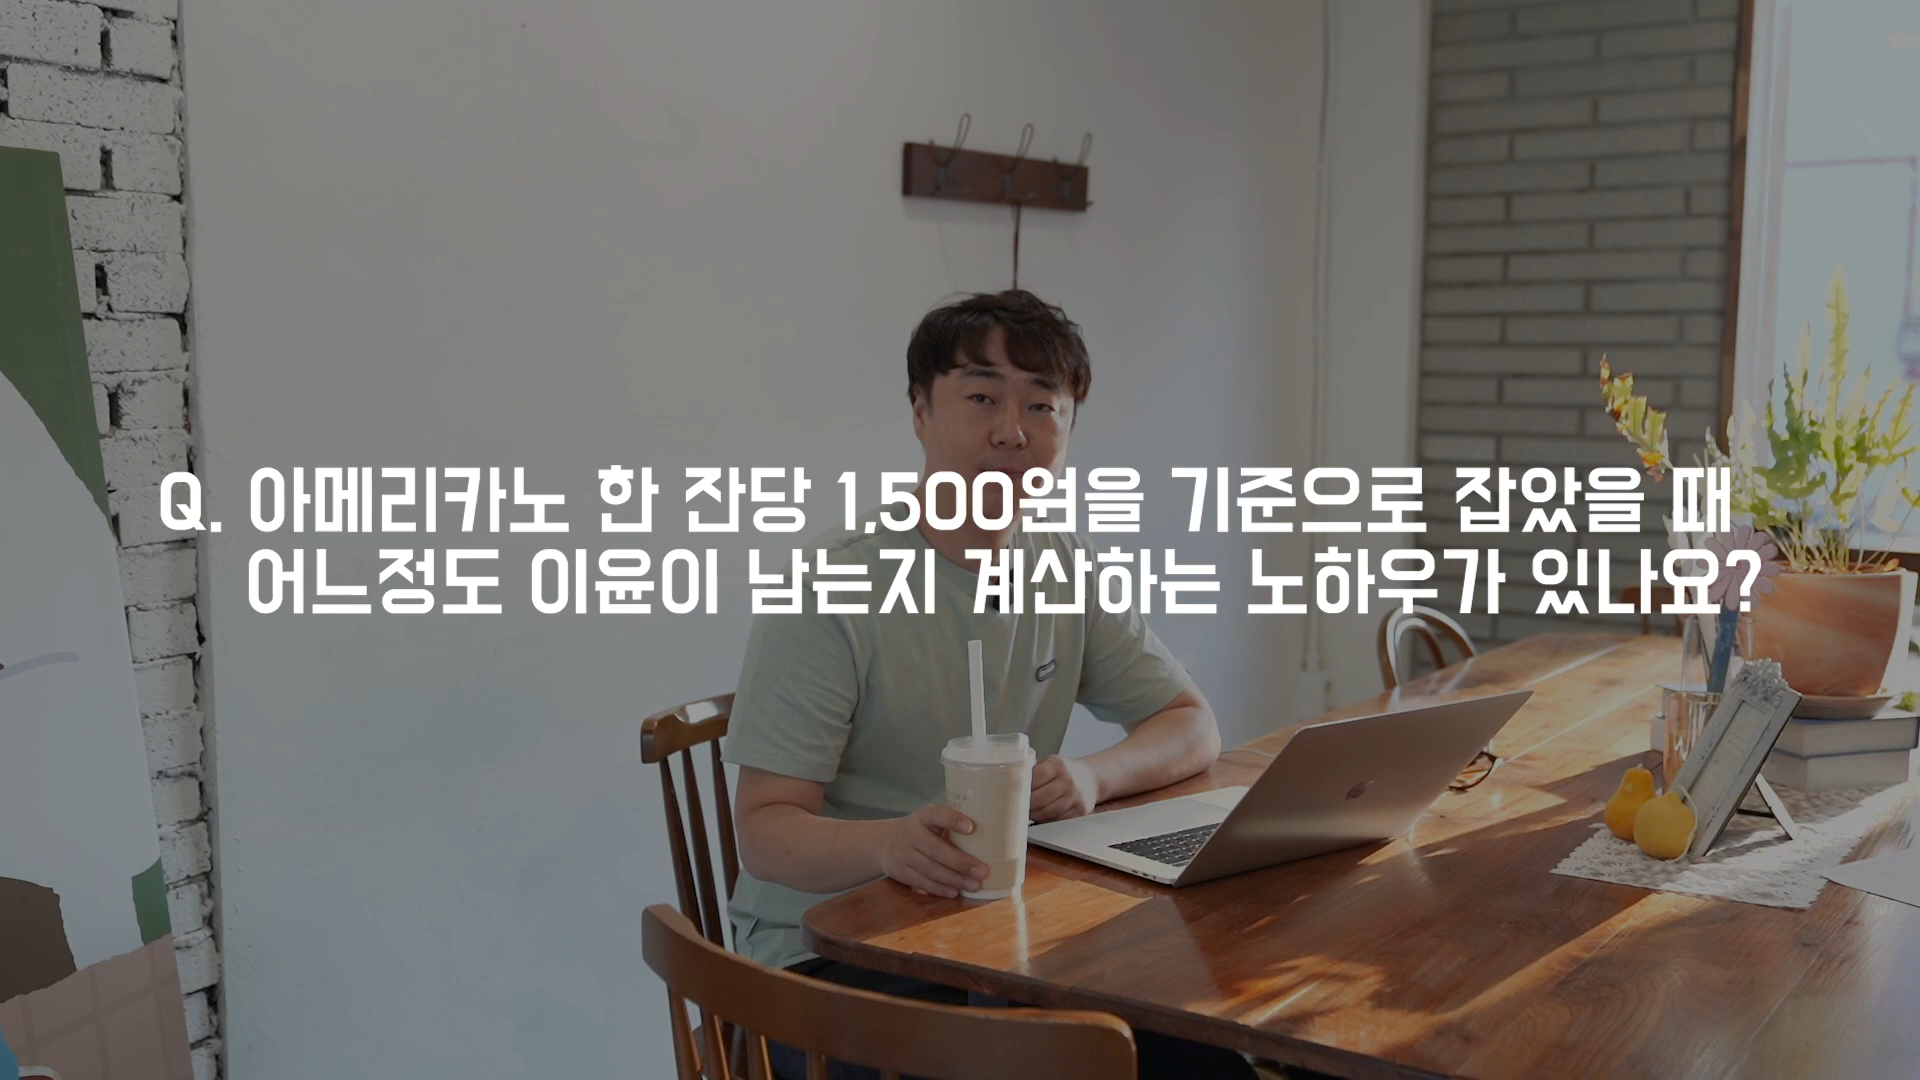 Q. 아메리카노 한 잔당 1,500원을 기준으로 잡았을 때
어느정도 이윤이 남는지 계산하는 노하우가 있나요?